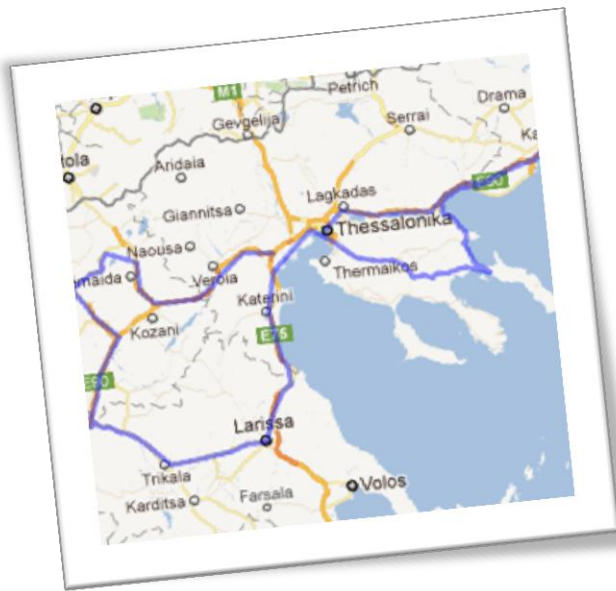 M1
Petrich
Gevgelija
Drama
Serrai
Ka
tola
Aridaia
Lagkadas
E90
Giannitsa
Thessalonika
Naousa
Thermaikos
maida
Veroia
Katerini
Kozani
E75
E90
Larissa
Trikala
Volos
Karditsa
Farsala